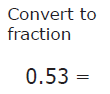 Convert to
fraction
0.53 =